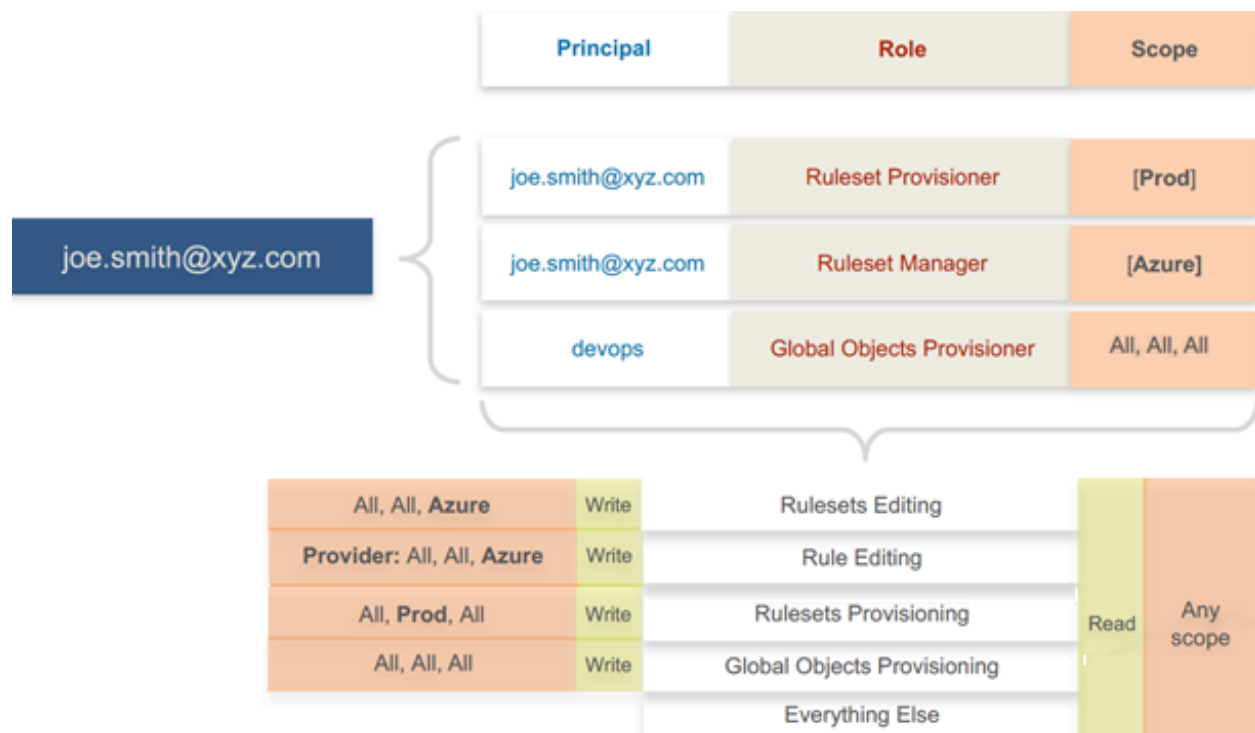 Principal Role Scope
joe.smith@xyz.com Ruleset Provisioner [Prod]
joe.smith@xyz.com
joe.smith@xyz.com Ruleset Manager [Azure]
devops Global Objects Provisioner All, All, All
All, All, Azure Write Rulesets Editing
Provider: All, All, Azure Write Rule Editing
All, Prod, All Write Rulesets Provisioning
Read
Any
scope
All, All, All Write Global Objects Provisioning
Everything Else